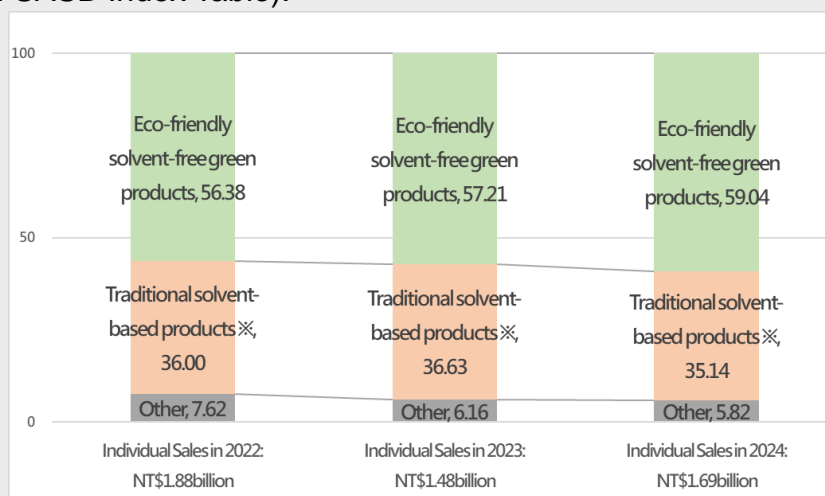 100
Eco-friendly
solvent-free green
products, 56.38
Eco-friendly
solvent-free green
products, 57.21
Eco-friendly
solvent-free green
products, 59.04
50
Traditional solvent-
based products※,
36.00
Traditional solvent-
based products※,
36.63
Traditional solvent-
based products※,
35.14
Other, 7.62
Other, 6.16
Other, 5.82
0
Individual Sales in 2022:
NT$1.88billion
Individual Sales in 2023:
NT$1.48billion
Individual Sales in 2024:
NT$1.69billion